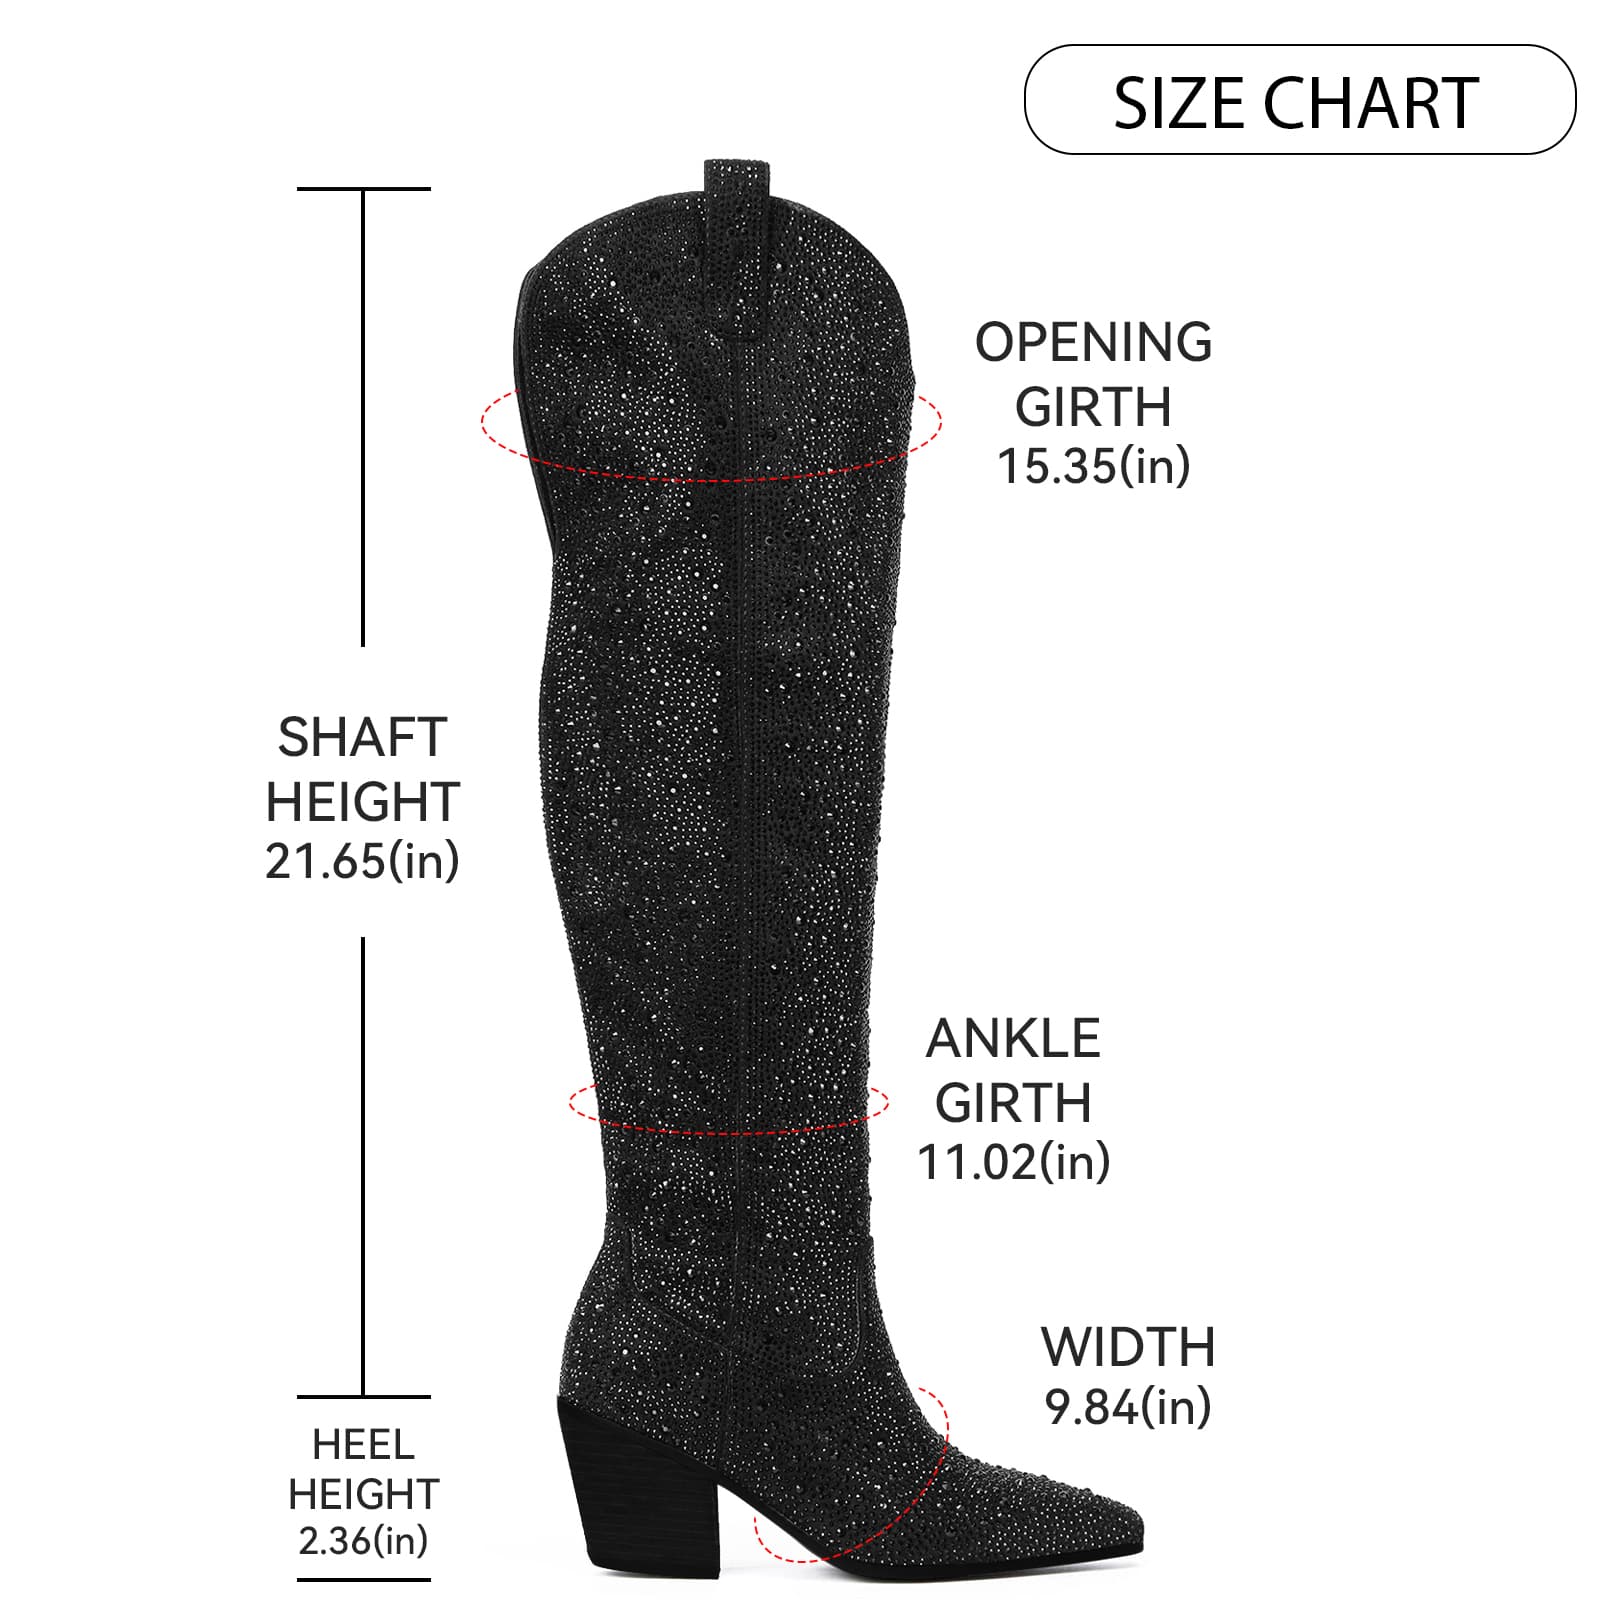 SIZE CHART
OPENING
GIRTH
15.35(in)
SHAFT
HEIGHT
21.65(in)
ANKLE
GIRTH
11.02(in)
WIDTH
9.84(in)
HEEL
HEIGHT
2.36(in)